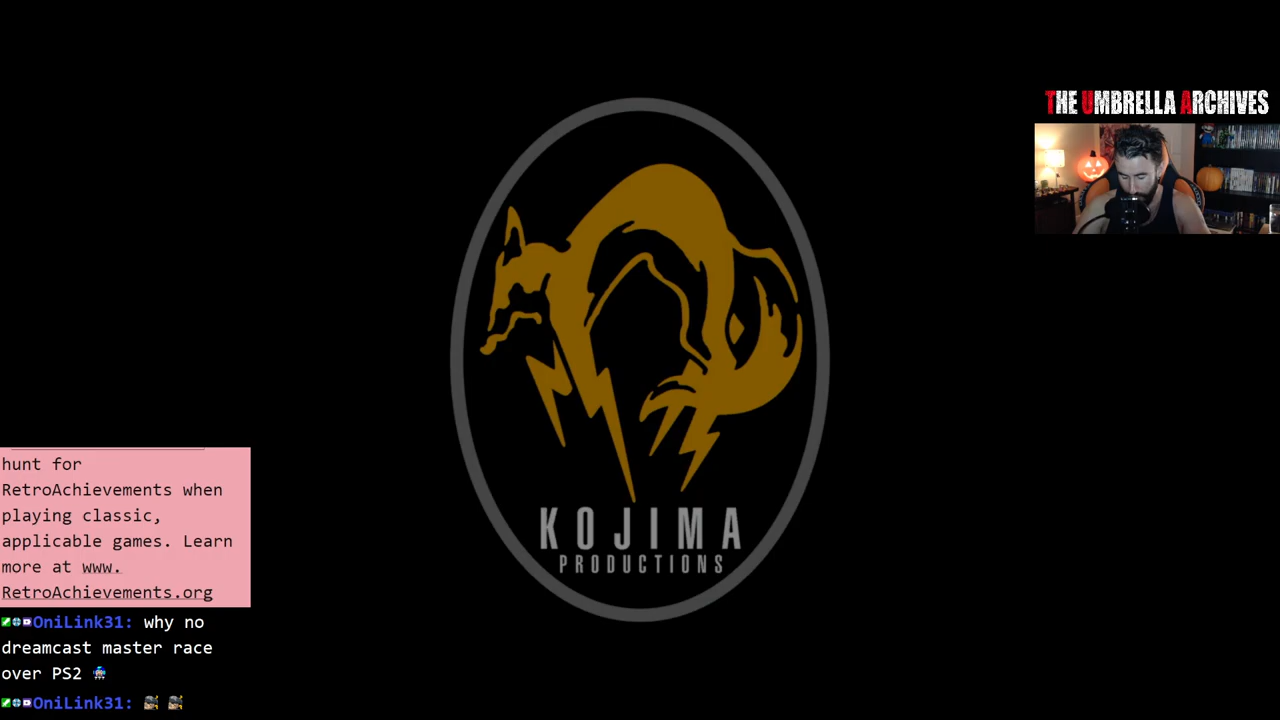 THE UMBRELLA ARCHIVES
KOJIMA
PRODUCTIONS
hunt for
RetroAchievements when
playing classic,
applicable games. Learn
more at www.
RetroAchievements.org
OniLink31: why no
dreamcast master race
over PS2
OniLink31: